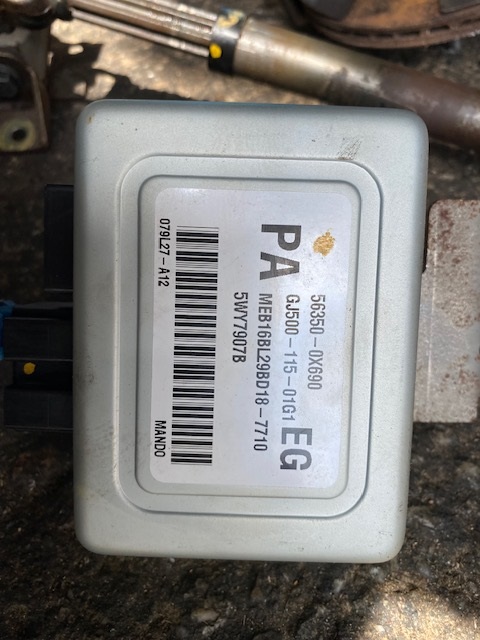 56350-0X690
PA GJ500-115-01G1 EG
MEB16BL29BD18-7710
5WY7907B
079L27-A12 MANDO